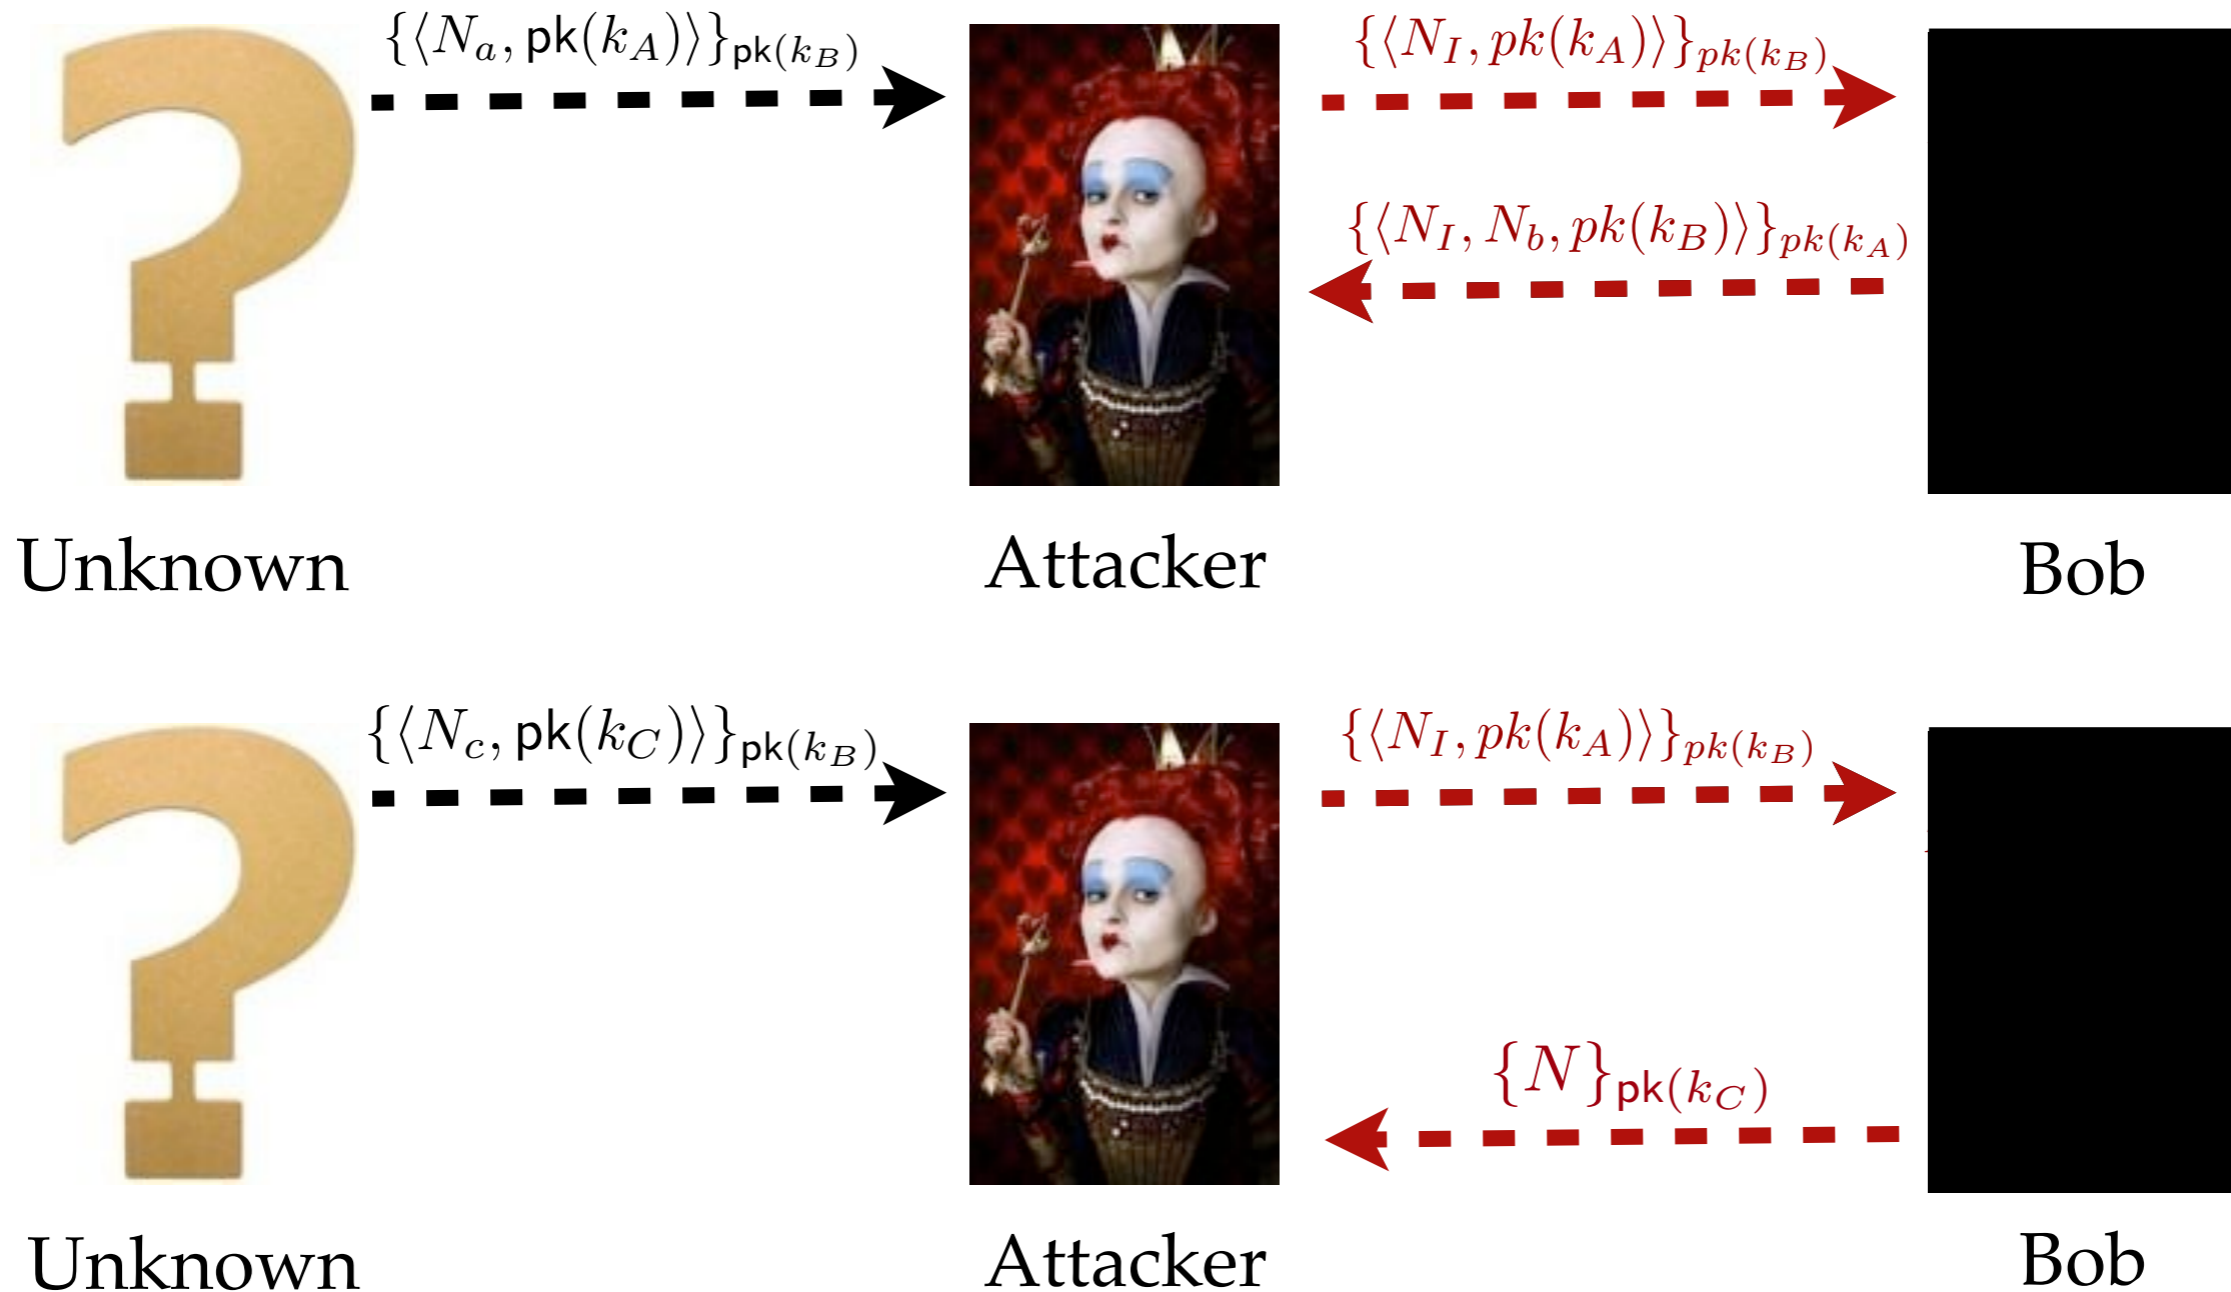 {⟨N_a, pk(k_A)⟩}_pk(k_B)
{⟨N_I, pk(k_A)⟩}_pk(k_B)
{⟨N_I, N_b, pk(k_B)⟩}_pk(k_A)
Unknown
Attacker
Bob
{⟨N_c, pk(k_C)⟩}_pk(k_B)
{⟨N_I, pk(k_A)⟩}_pk(k_B)
{N}_pk(k_C)
Unknown
Attacker
Bob